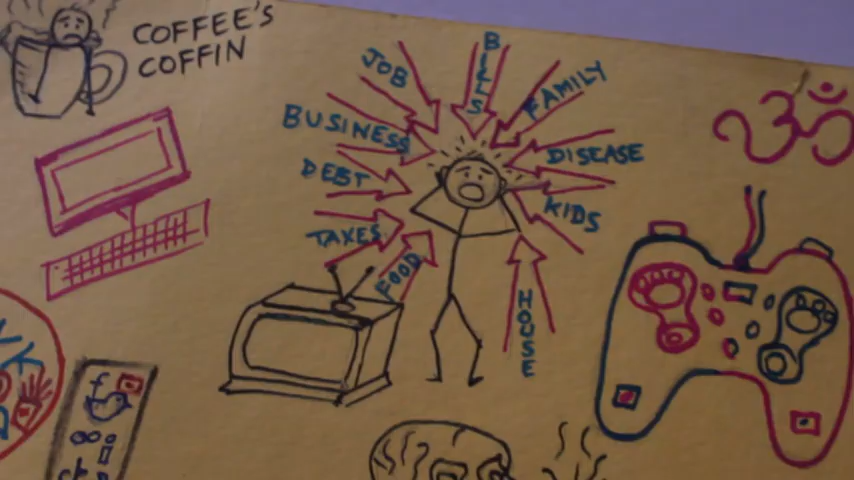 COFFEE'S
COFFIN
JOB
BILLS
FAMILY
BUSINESS
DISEASE
DEBT
KIDS
TAXES
FOOD
HOUSE
ॐ
f